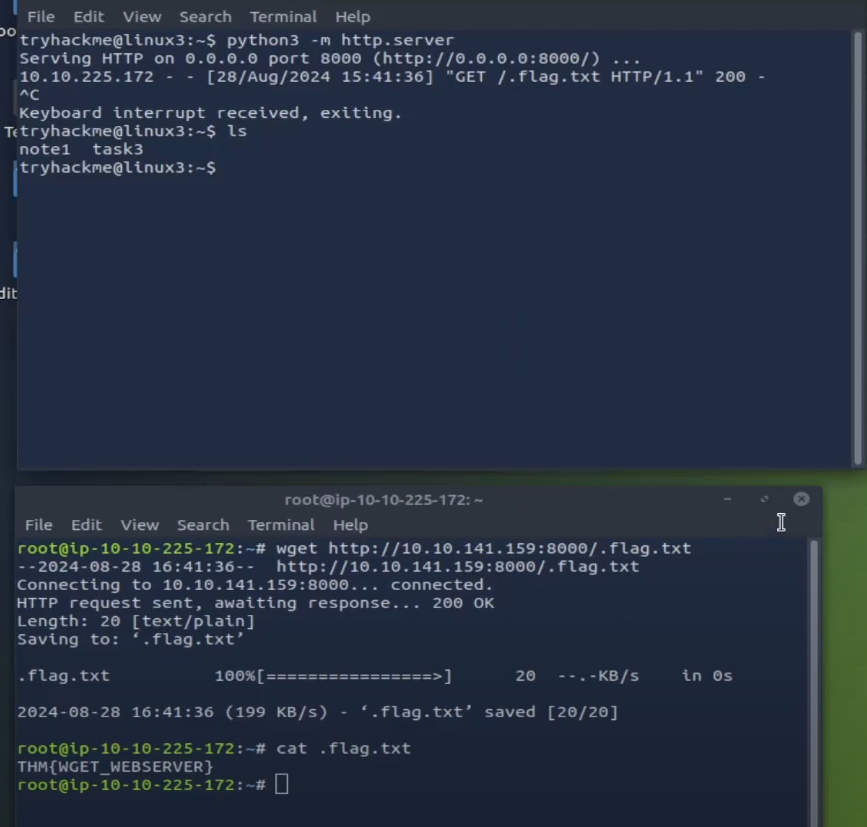 File Edit View Search Terminal Help
tryhackme@linux3:~$ python3 -m http.server
Serving HTTP on 0.0.0.0 port 8000 (http://0.0.0.0:8000/) ...
10.10.225.172 - - [28/Aug/2024 15:41:36] "GET /.flag.txt HTTP/1.1" 200 -
^C
Keyboard interrupt received, exiting.
tryhackme@linux3:~$ ls
note1  task3
tryhackme@linux3:~$
root@ip-10-10-225-172: ~
File Edit View Search Terminal Help
root@ip-10-10-225-172:~# wget http://10.10.141.159:8000/.flag.txt
--2024-08-28 16:41:36--  http://10.10.141.159:8000/.flag.txt
Connecting to 10.10.141.159:8000... connected.
HTTP request sent, awaiting response... 200 OK
Length: 20 [text/plain]
Saving to: ‘.flag.txt’
.flag.txt 100%[================>] 20 --.-KB/s in 0s
2024-08-28 16:41:36 (199 KB/s) - ‘.flag.txt’ saved [20/20]
root@ip-10-10-225-172:~# cat .flag.txt
THM{WGET_WEBSERVER}
root@ip-10-10-225-172:~#